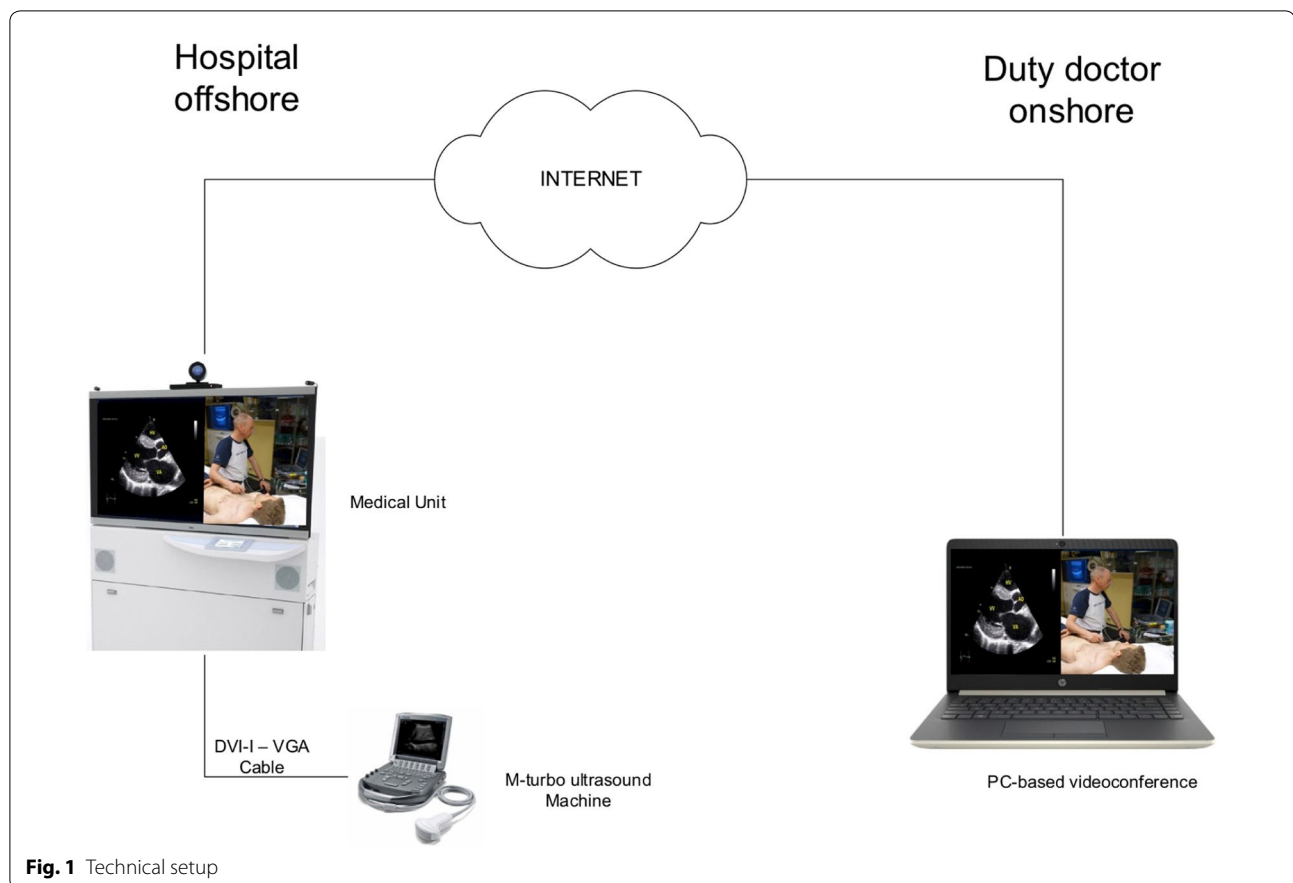 Hospital
offshore
Duty doctor
onshore
INTERNET
Medical Unit
DVI-I – VGA
Cable
M-turbo ultrasound
Machine
PC-based videoconference
Fig. 1 Technical setup